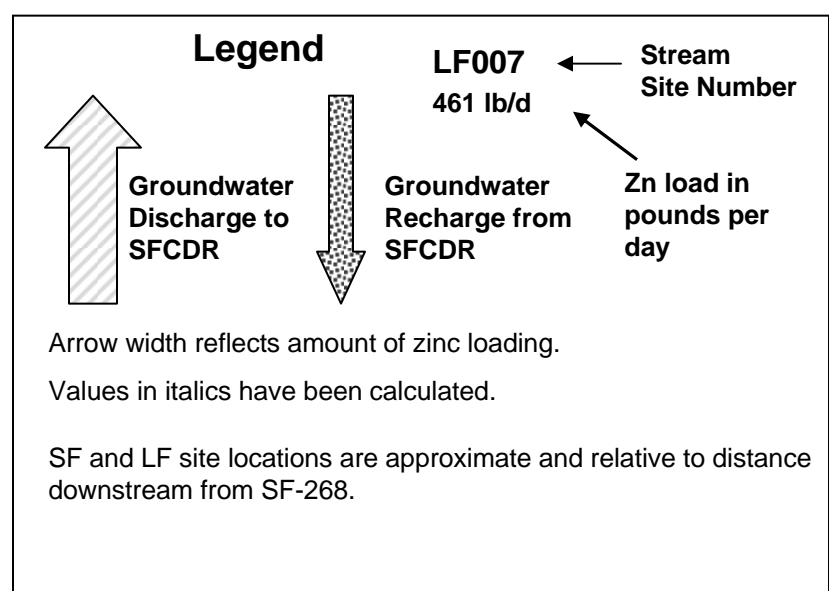 Legend
LF007
461 lb/d
Stream
Site Number
Groundwater
Discharge to
SFCDR
Groundwater
Recharge from
SFCDR
Zn load in
pounds per
day
Arrow width reflects amount of zinc loading.
Values in italics have been calculated.
SF and LF site locations are approximate and relative to distance
downstream from SF-268.